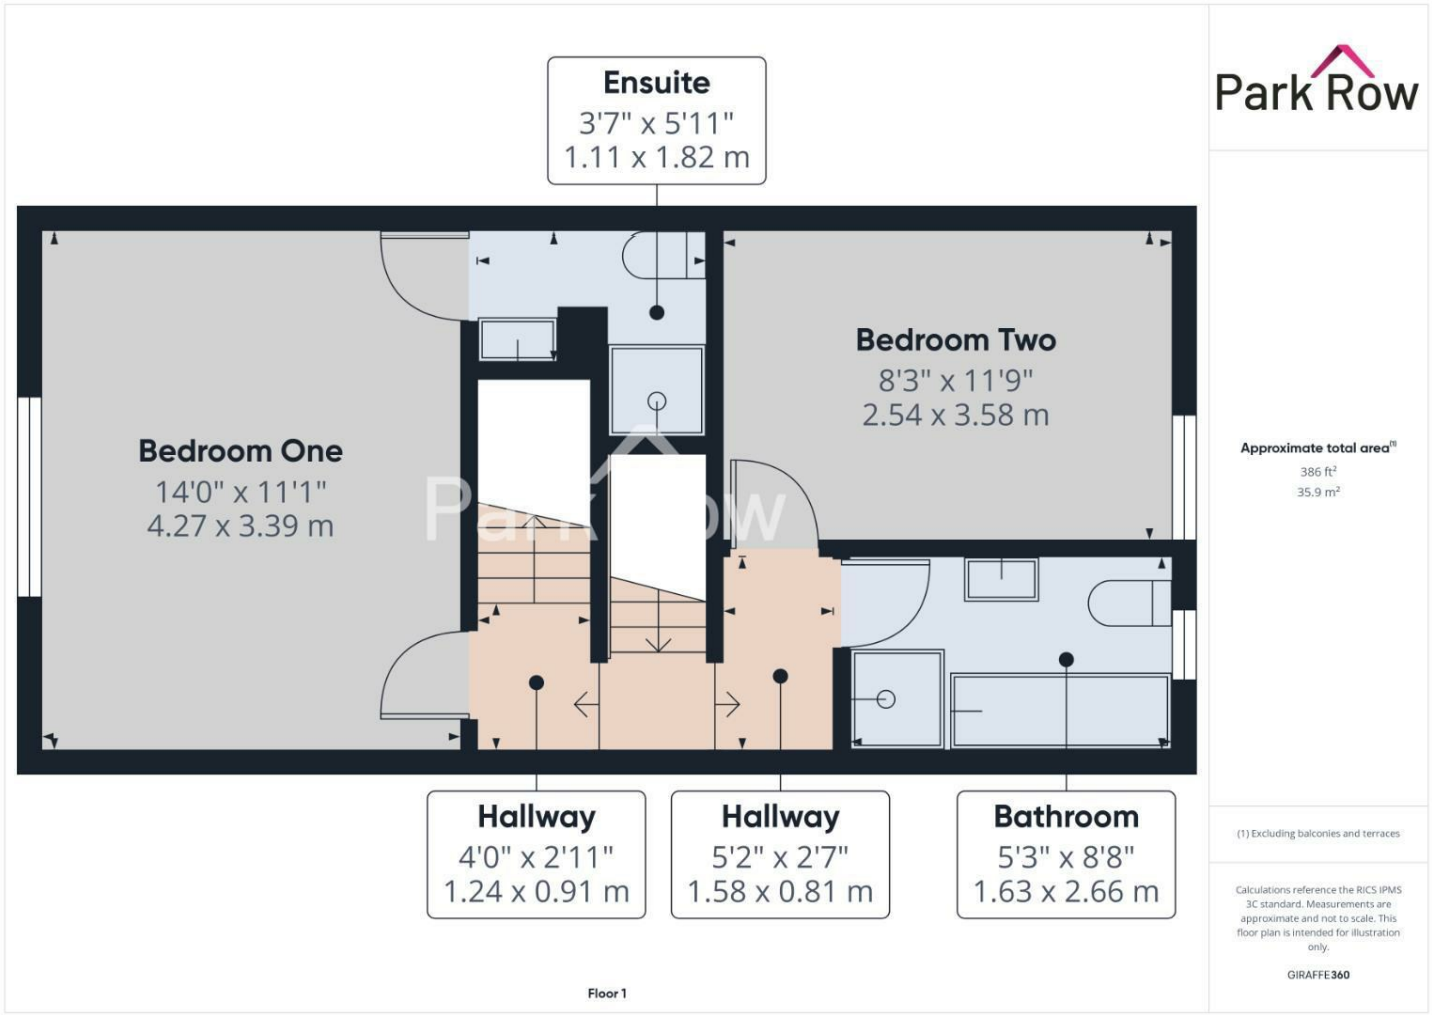 Ensuite
3'7" x 5'11"
1.11 x 1.82 m
Park Row
Bedroom Two
8'3" x 11'9"
2.54 x 3.58 m
Bedroom One
14'0" x 11'1"
4.27 x 3.39 m
Park Row
Approximate total area(1)
386 ft²
35.9 m²
Hallway
4'0" x 2'11"
1.24 x 0.91 m
Hallway
5'2" x 2'7"
1.58 x 0.81 m
Bathroom
5'3" x 8'8"
1.63 x 2.66 m
(1) Excluding balconies and terraces
Calculations reference the RICS IPMS
3C standard. Measurements are
approximate and not to scale. This
floor plan is intended for illustration
only.
GIRAFFE360
Floor 1